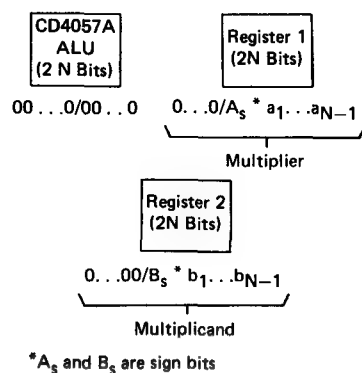 CD4057A
ALU
(2 N Bits)
00 . . .0/00 . . 0
Register 1
(2N Bits)
0. . .0/As * a1. . .aN−1
Multiplier
Register 2
(2N Bits)
0. . .00/Bs * b1. . .bN−1
Multiplicand
*As and Bs are sign bits